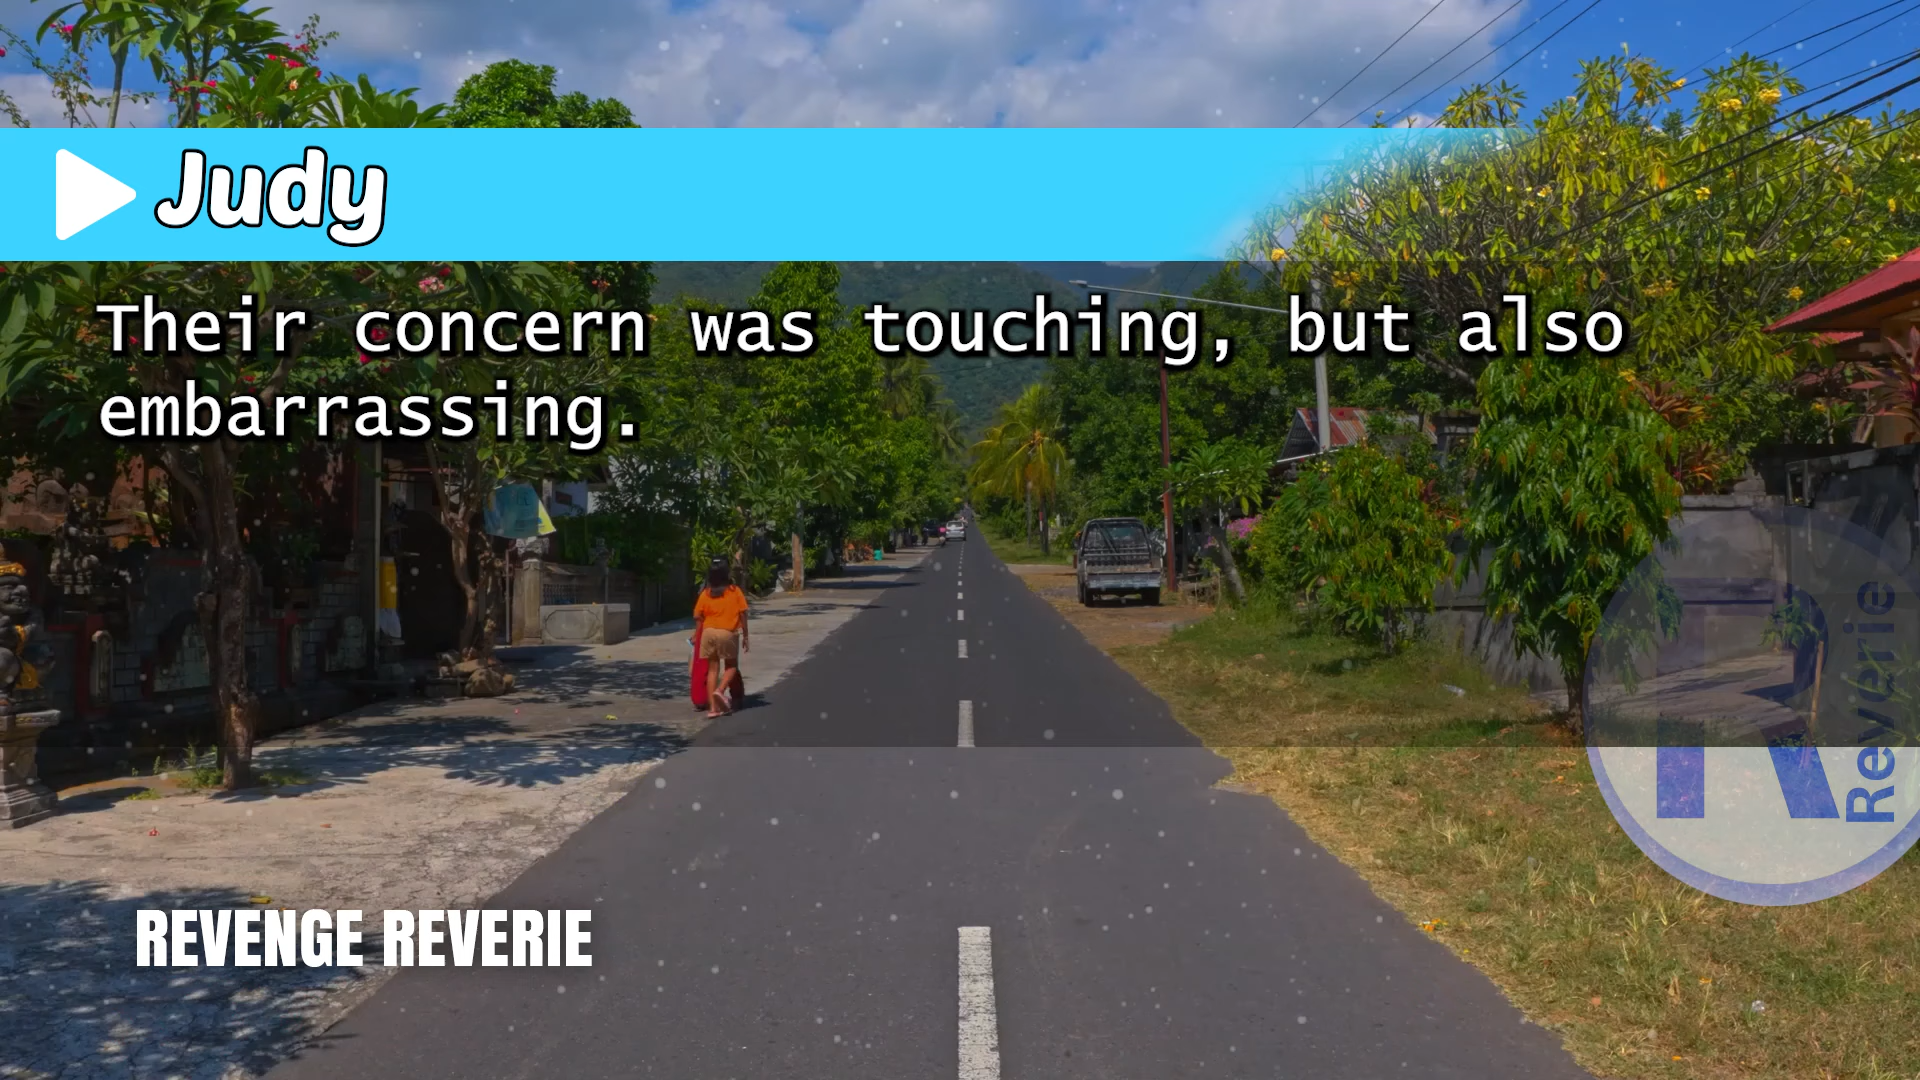 Judy
Their concern was touching, but also
embarrassing.
R
Reverie
REVENGE REVERIE